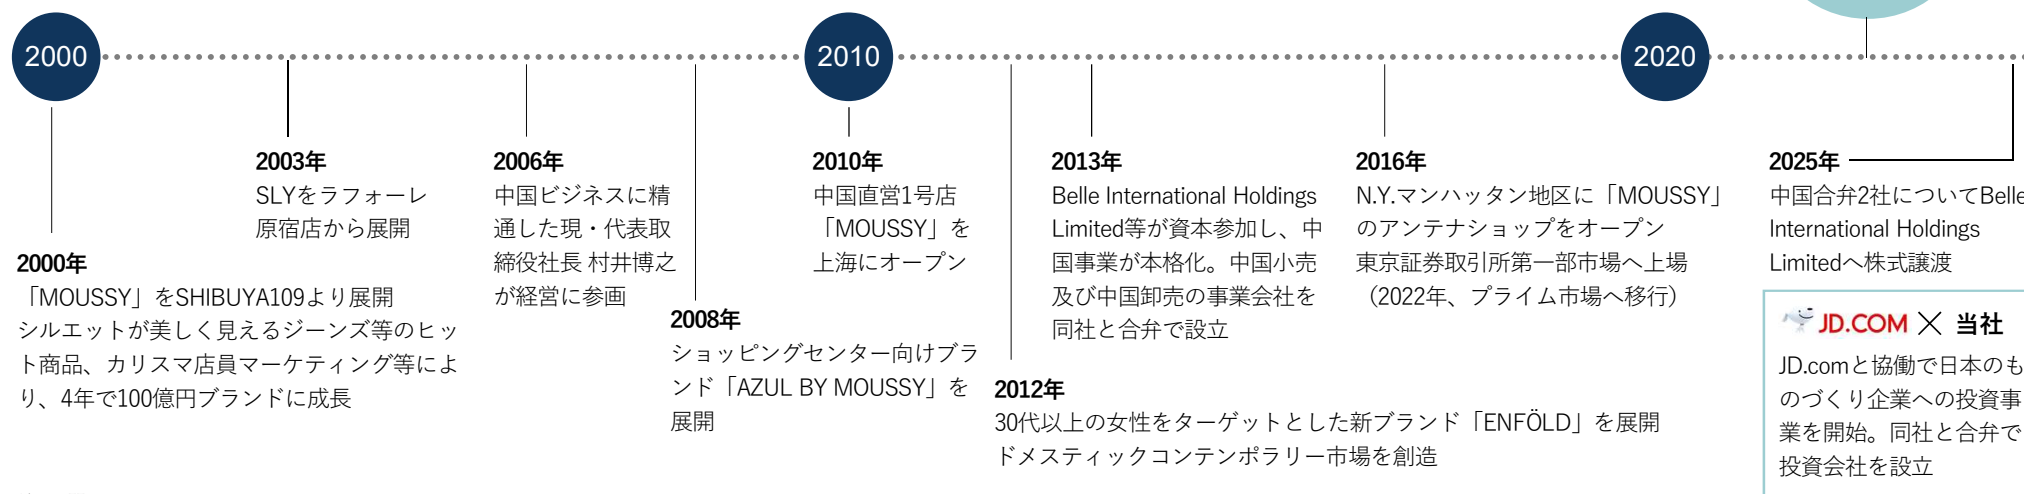 2000
2010
2020
2003年
SLYをラフォーレ
原宿店から展開
2006年
中国ビジネスに精
通した現・代表取
締役社長 村井博之
が経営に参画
2010年
中国直営1号店
「MOUSSY」を
上海にオープン
2013年
Belle International Holdings
Limited等が資本参加し、中
国事業が本格化。中国小売
及び中国卸売の事業会社を
同社と合弁で設立
2016年
N.Y.マンハッタン地区に「MOUSSY」
のアンテナショップをオープン
東京証券取引所第一部市場へ上場
（2022年、プライム市場へ移行）
2025年
中国合弁2社についてBelle
International Holdings
Limitedへ株式譲渡
2000年
「MOUSSY」をSHIBUYA109より展開
シルエットが美しく見えるジーンズ等のヒッ
ト商品、カリスマ店員マーケティング等によ
り、4年で100億円ブランドに成長
2008年
ショッピングセンター向けブラ
ンド「AZUL BY MOUSSY」を
展開
2012年
30代以上の女性をターゲットとした新ブランド「ENFÖLD」を展開
ドメスティックコンテンポラリー市場を創造
JD.COM × 当社
JD.comと協働で日本のも
のづくり企業への投資事
業を開始。同社と合弁で
投資会社を設立